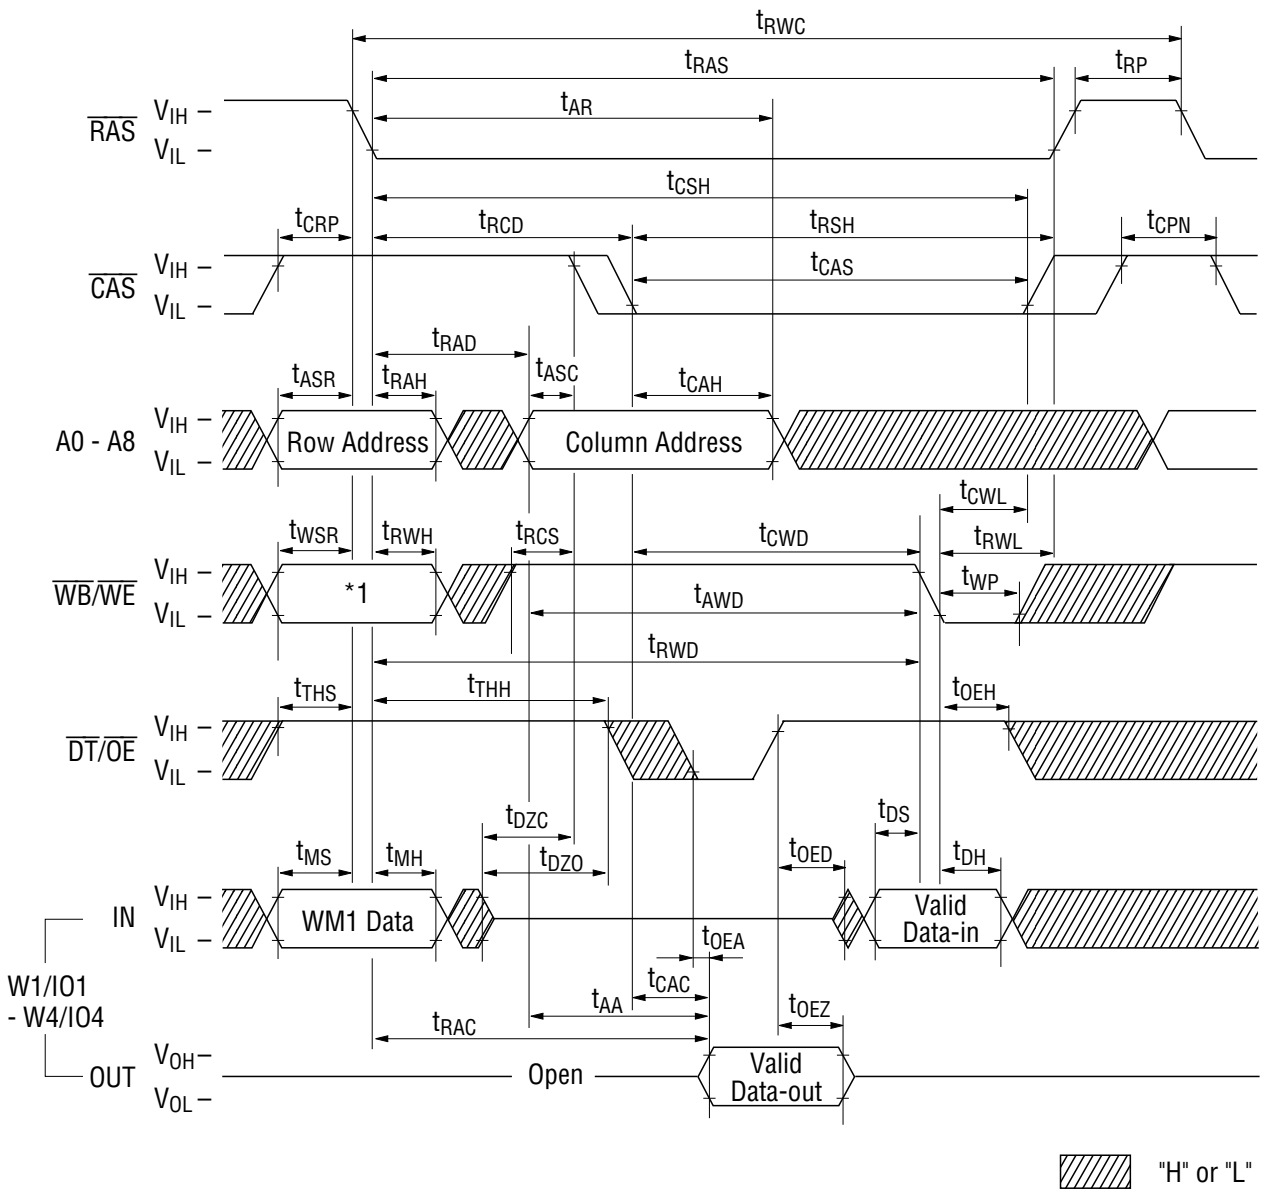 tRWC
tRAS
tRP
tAR
RAS VIH
VIL
tCSH
tCRP
tRCD
tRSH
tCPN
CAS VIH
VIL
tCAS
tRAD
tASR
tRAH
tASC
tCAH
A0 - A8 VIH
VIL
Row Address
Column Address
tCWL
tWSR
tRWH
tRCS
tCWD
tRWL
WB/WE VIH
VIL
*1
tAWD
tWP
tRWD
tTHS
tTHH
tOEH
DT/OE VIH
VIL
tDZC
tDS
tMS
tMH
tDZO
tOED
tDH
IN VIH
VIL
WM1 Data
Valid
Data-in
tOEA
W1/IO1
- W4/IO4
tCAC
tAA
tOEZ
tRAC
OUT VOH
VOL
Open
Valid
Data-out
"H" or "L"